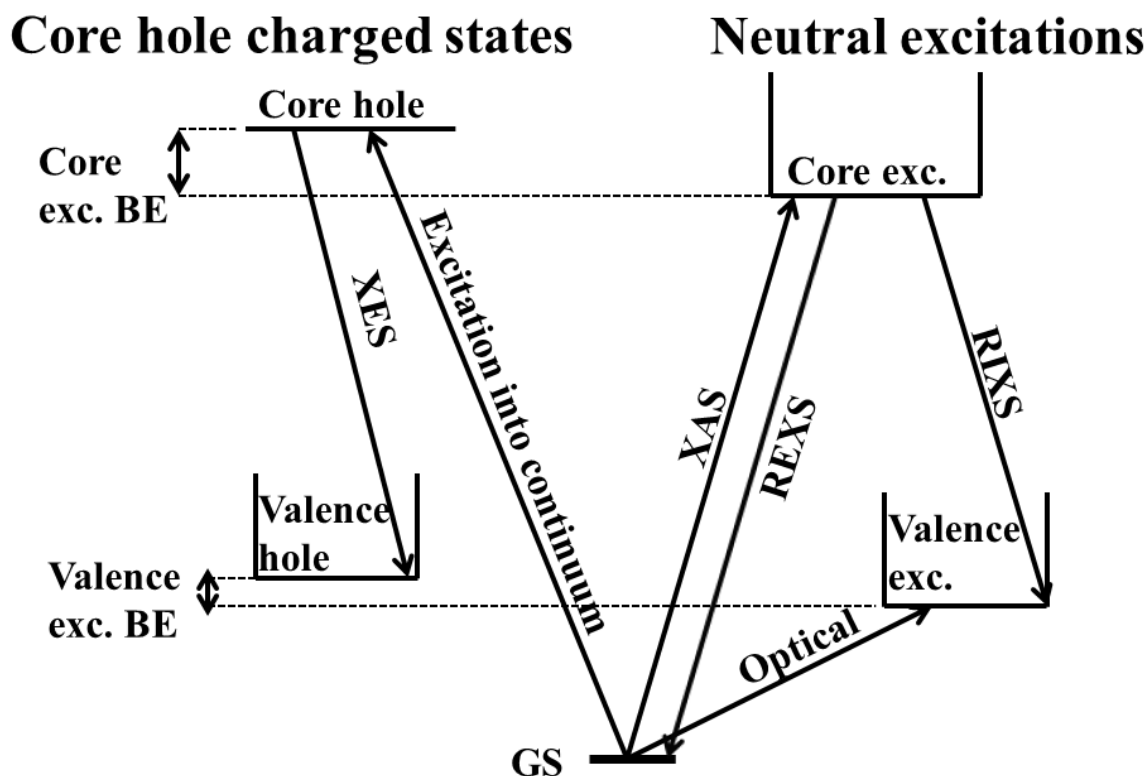 Core hole charged states
Neutral excitations
Core hole
Core
exc. BE
Core exc.
XES
Excitation into continuum
XAS
REXS
RIXS
Valence
hole
Valence
exc.
Valence
exc. BE
Optical
GS